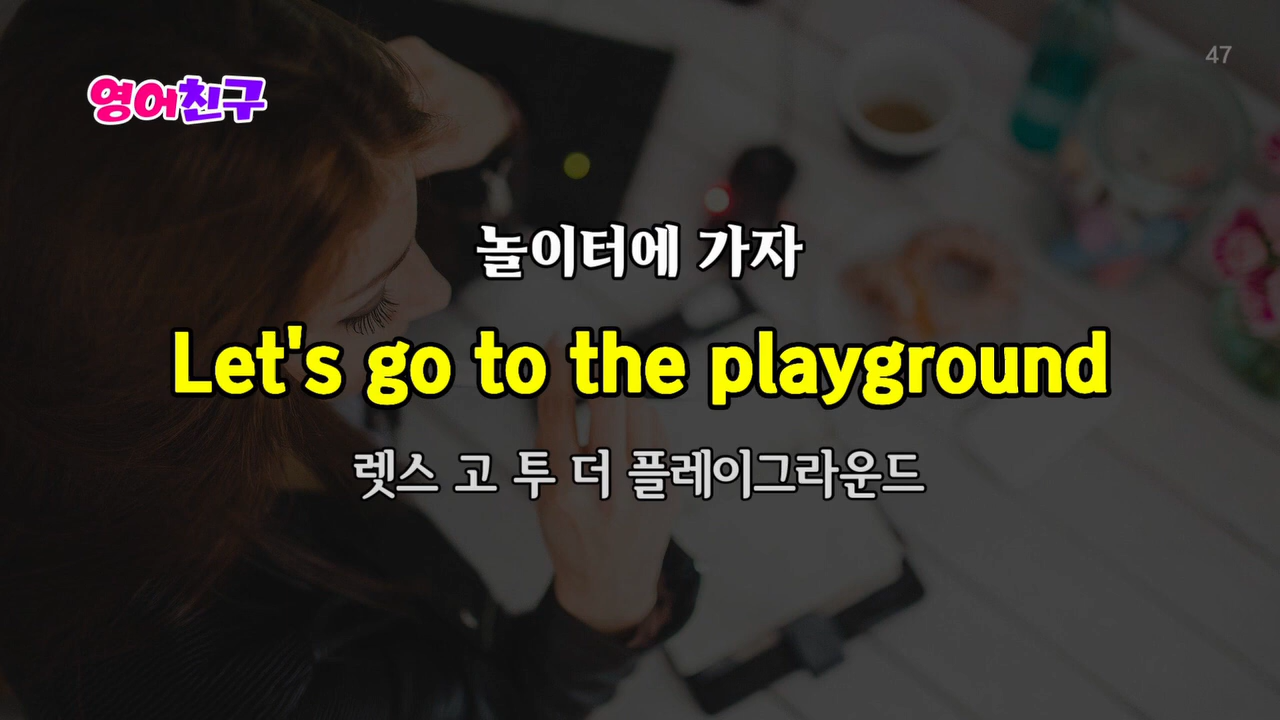 47
영어친구
놀이터에 가자
Let's go to the playground
렛스 고 투 더 플레이그라운드